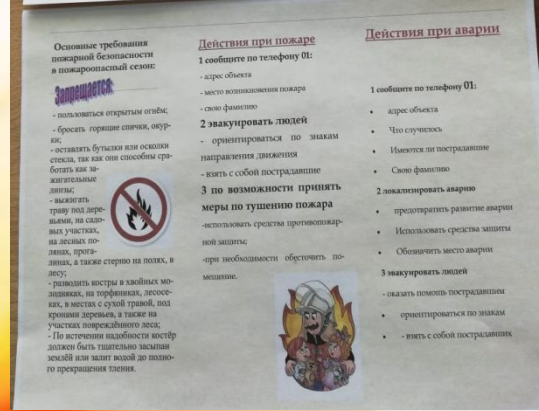 Основные требования
пожарной безопасности
в пожароопасный сезон:
Запрещается:
- пользоваться открытым огнём;
- бросать горящие спички, окур-
ки;
- оставлять бутылки или осколки
стекла, так как они способны сра-
ботать как за-
жигательные
линзы;
- выжигать
траву под дере-
вьями, на садо-
вых участках,
на лесных по-
лянах, прога-
линах, а также стерню на полях, в
лесу;
- разводить костры в хвойных мо-
лодняках, на торфяниках, лесосе-
ках, в местах с сухой травой, под
кронами деревьев, а также на
участках повреждённого леса;
- По истечении надобности костёр
должен быть тщательно засыпан
землёй или залит водой до полно-
го прекращения тления.
Действия при пожаре
1 сообщите по телефону 01:
- адрес объекта
- место возникновения пожара
- свою фамилию
2 эвакуировать людей
- ориентироваться по знакам
направления движения
- взять с собой пострадавшие
3 по возможности принять
меры по тушению пожара
-использовать средства противопожар-
ной защиты;
-при необходимости обесточить по-
мещение.
Действия при аварии
1 сообщите по телефону 01:
• адрес объекта
• Что случилось
• Имеются ли пострадавшие
• Свою фамилию
2 локализировать аварию
• предотвратить развитие аварии
• Использовать средства защиты
• Обозначить место аварии
3 эвакуировать людей
- оказать помощь пострадавшим
• ориентироваться по знакам
• - взять с собой пострадавших